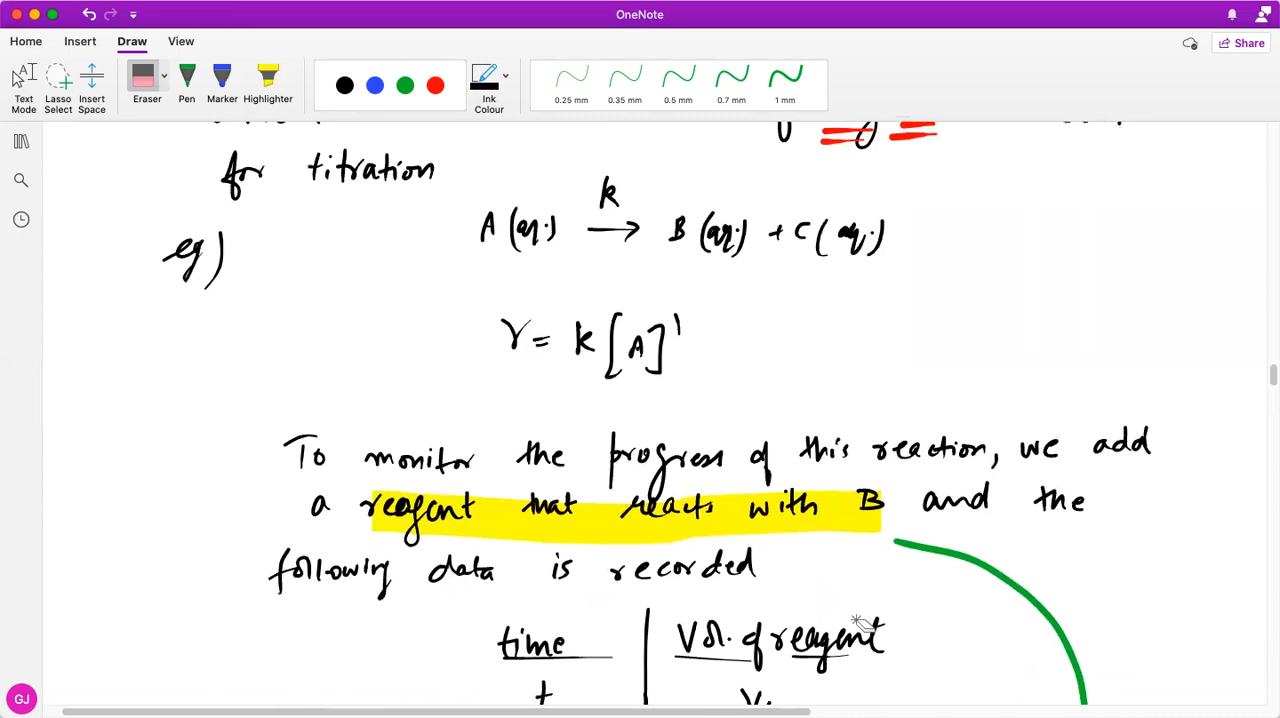 OneNote
Home Insert Draw View
Share
Text Mode
Lasso Select
Insert Space
Eraser
Pen
Marker
Highlighter
Ink Colour
0.25 mm 0.35 mm 0.5 mm 0.7 mm 1 mm
for titration
k
A (aq.) → B (aq.) + C (aq.)
eg)
r = k [A]¹
To monitor the progress of this reaction, we add
a reagent that reacts with B and the
following data is recorded
time | Vol. of reagent
t
GJ